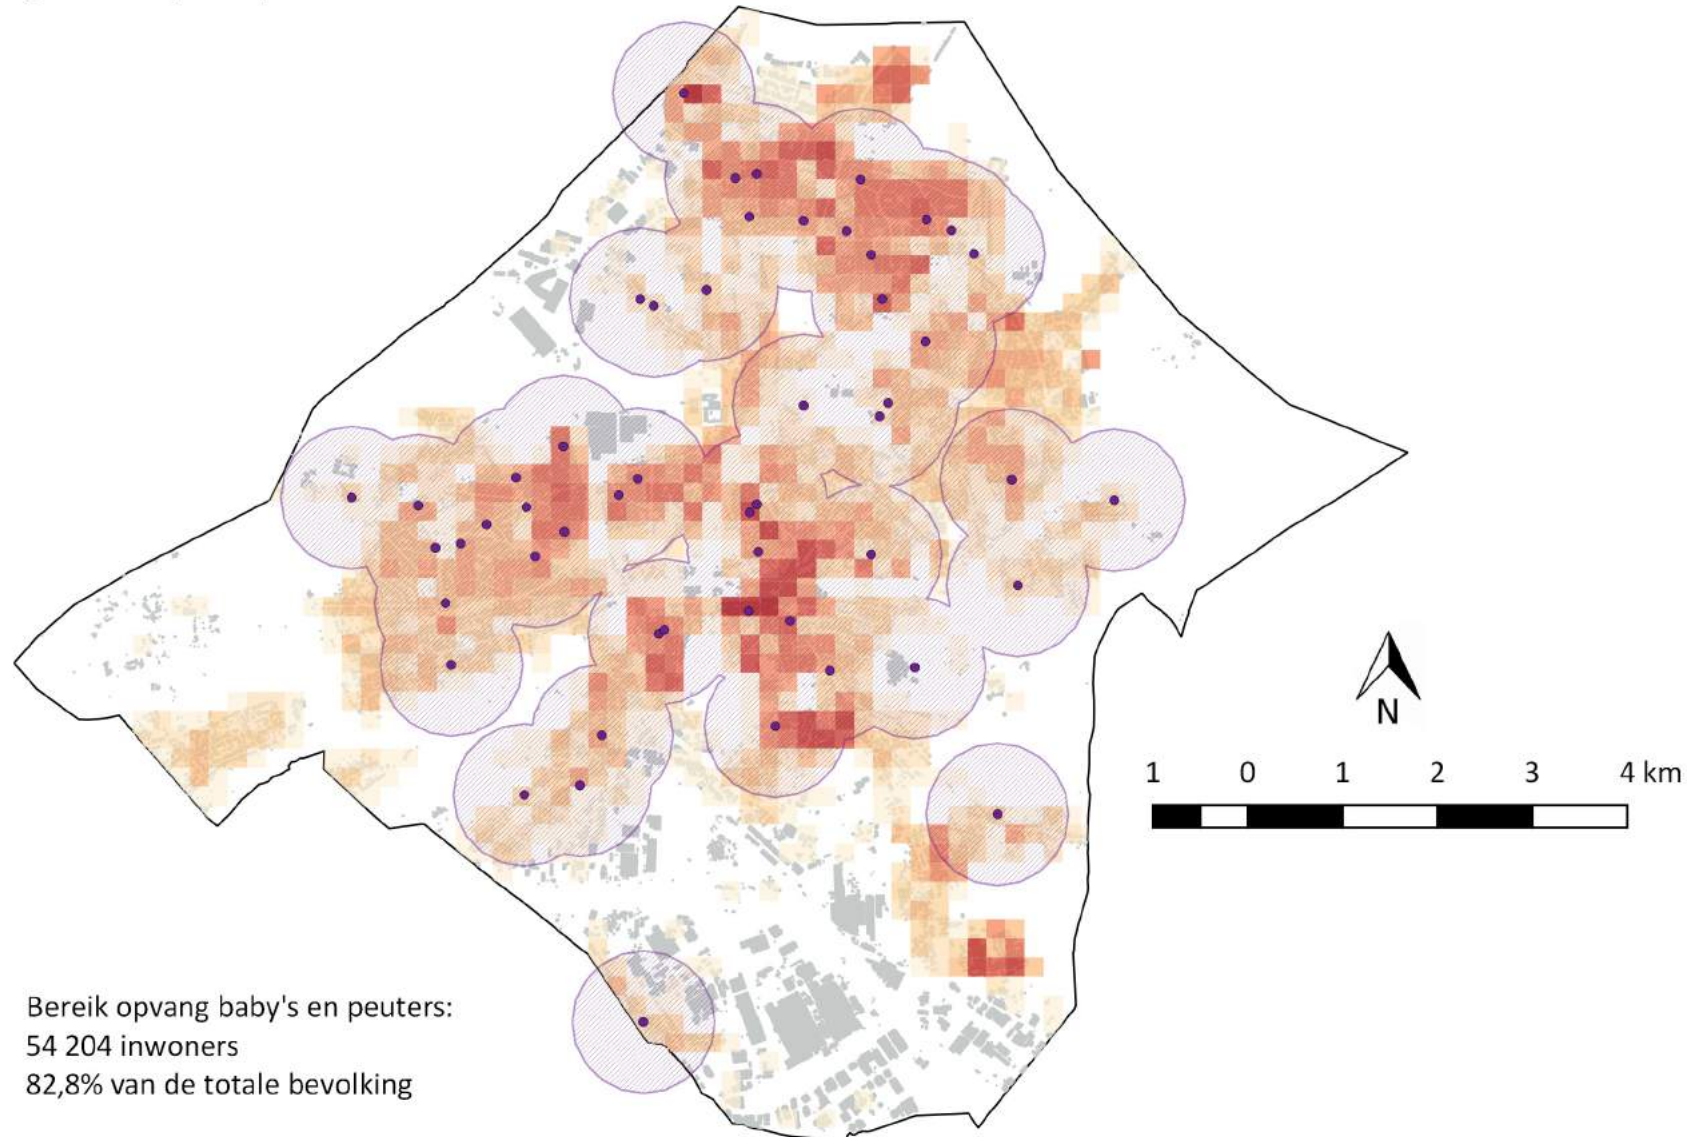 N
1 0 1 2 3 4 km
Bereik opvang baby's en peuters:
54 204 inwoners
82,8% van de totale bevolking